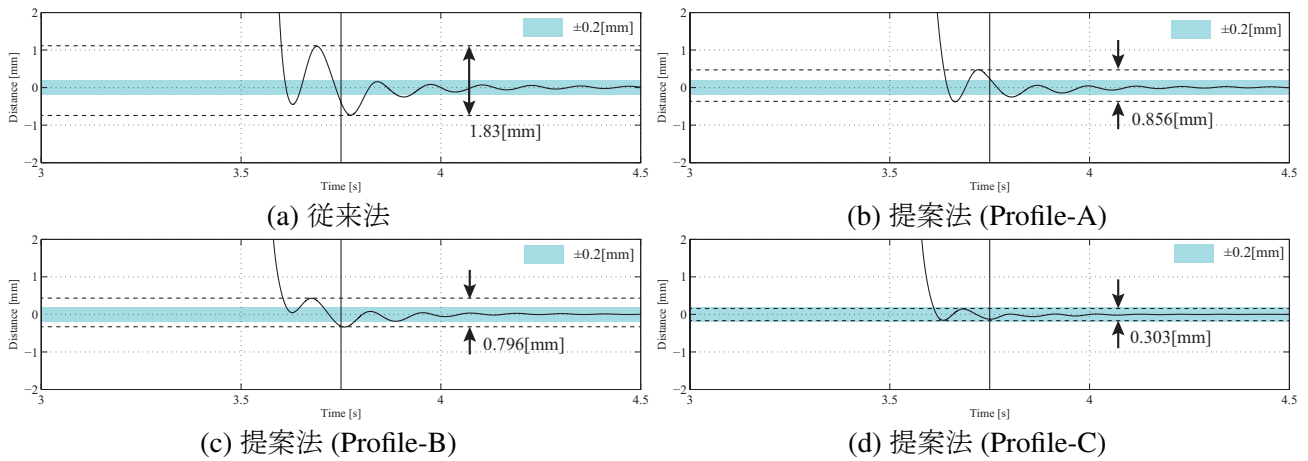 2
1
0
−1
−2
Distance [mm]
±0.2[mm]
1.83[mm]
3
3.5
4
4.5
Time [s]
(a) 従来法
2
1
0
−1
−2
Distance [mm]
±0.2[mm]
0.856[mm]
3
3.5
4
4.5
Time [s]
(b) 提案法 (Profile-A)
2
1
0
−1
−2
Distance [mm]
±0.2[mm]
0.796[mm]
3
3.5
4
4.5
Time [s]
(c) 提案法 (Profile-B)
2
1
0
−1
−2
Distance [mm]
±0.2[mm]
0.303[mm]
3
3.5
4
4.5
Time [s]
(d) 提案法 (Profile-C)